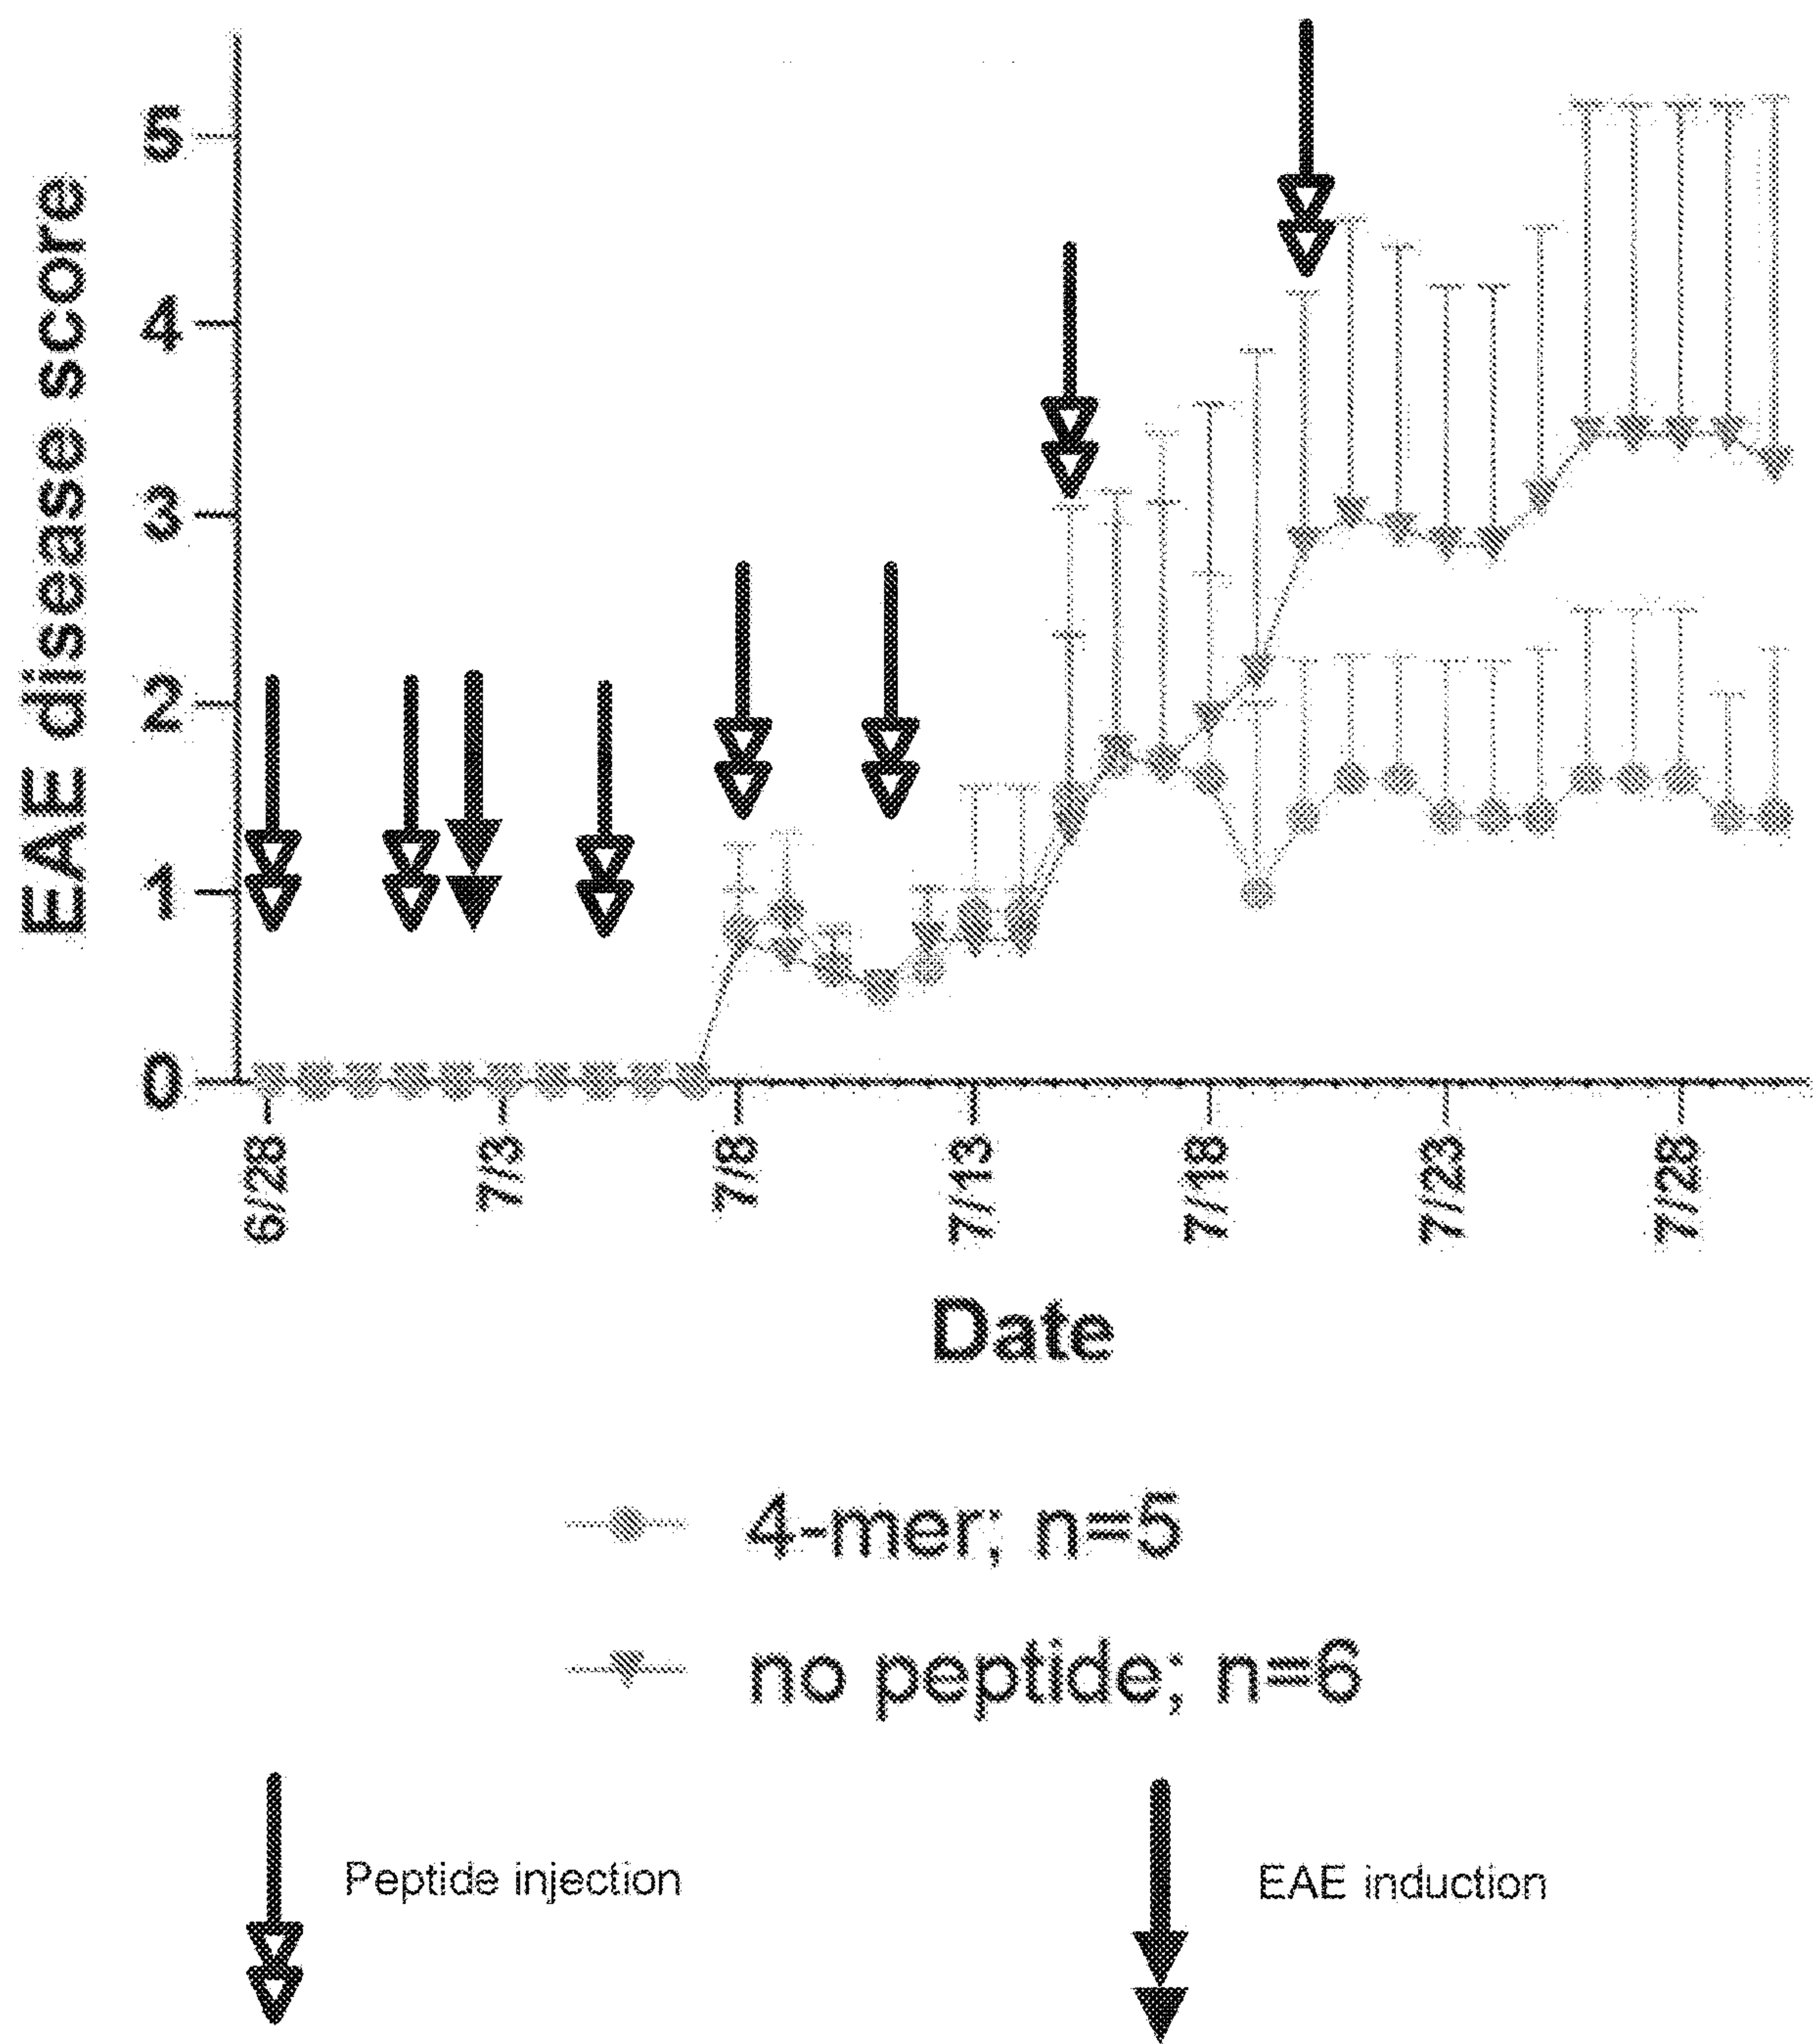 EAE disease score
5
4
3
2
1
0
6/28
7/3
7/8
7/13
7/18
7/23
7/28
Date
4-mer; n=5
no peptide; n=6
Peptide injection
EAE induction